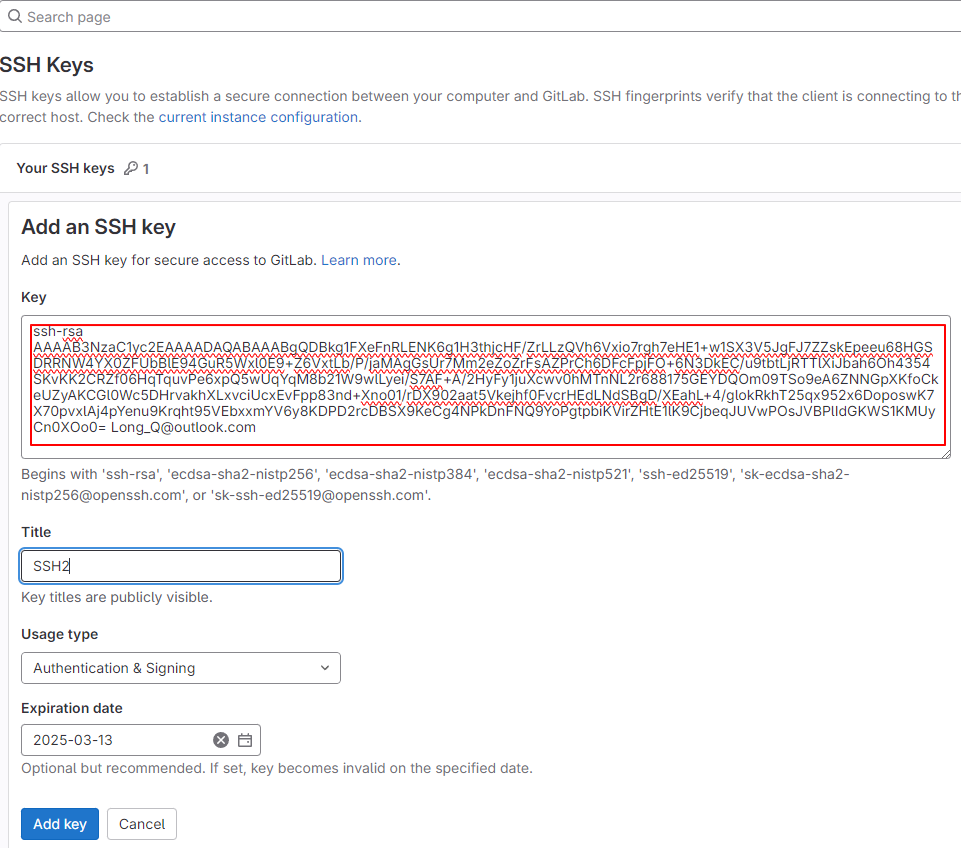 Search page
SSH Keys
SSH keys allow you to establish a secure connection between your computer and GitLab. SSH fingerprints verify that the client is connecting to th
correct host. Check the current instance configuration.
Your SSH keys 1
Add an SSH key
Add an SSH key for secure access to GitLab. Learn more.
Key
ssh-rsa
AAAAB3NzaC1yc2EAAAADAQABAAABgQDBkg1FXeFnRLENK6g1H3thjcHF/ZrLLzQVh6Vxio7rgh7eHE1+w1SX3V5JgFJ7ZZskEpeeu68HGS
DRRNW4YX0ZFUbBlE94GuR5Wxl0E9+Z6VxtLb/P/jaMAgGsUr7Mm2eZoZrFsAZPrCh6DFcFpjFO+6N3DkEC/u9tbtLjRTTlXiJbah6Oh4354
SKvKK2CRZf06HqTquvPe6xpQ5wUqYqM8b21W9wlLyei/S7AF+A/2HyFy1juXcwv0hMTnNL2r688175GEYDQOm09TSo9eA6ZNNGpXKfoCk
eUZyAKCGl0Wc5DHrvakhXLxvciUcxEvFpp83nd+Xno01/rDX902aat5Vkejhf0FvcrHEdLNdSBgD/XEahL+4/glokRkhT25qx952x6DoposwK7
X70pvxlAj4pYenu9Krqht95VEbxxmYV6y8KDPD2rcDBSX9KeCg4NPkDnFNQ9YoPgtpbiKVirZHtE1lIK9CjbeqJUVwPOsJVBPlIdGKWS1KMUy
Cn0XOo0= Long_Q@outlook.com
Begins with 'ssh-rsa', 'ecdsa-sha2-nistp256', 'ecdsa-sha2-nistp384', 'ecdsa-sha2-nistp521', 'ssh-ed25519', 'sk-ecdsa-sha2-
nistp256@openssh.com', or 'sk-ssh-ed25519@openssh.com'.
Title
SSH2
Key titles are publicly visible.
Usage type
Authentication & Signing
Expiration date
2025-03-13
Optional but recommended. If set, key becomes invalid on the specified date.
Add key Cancel